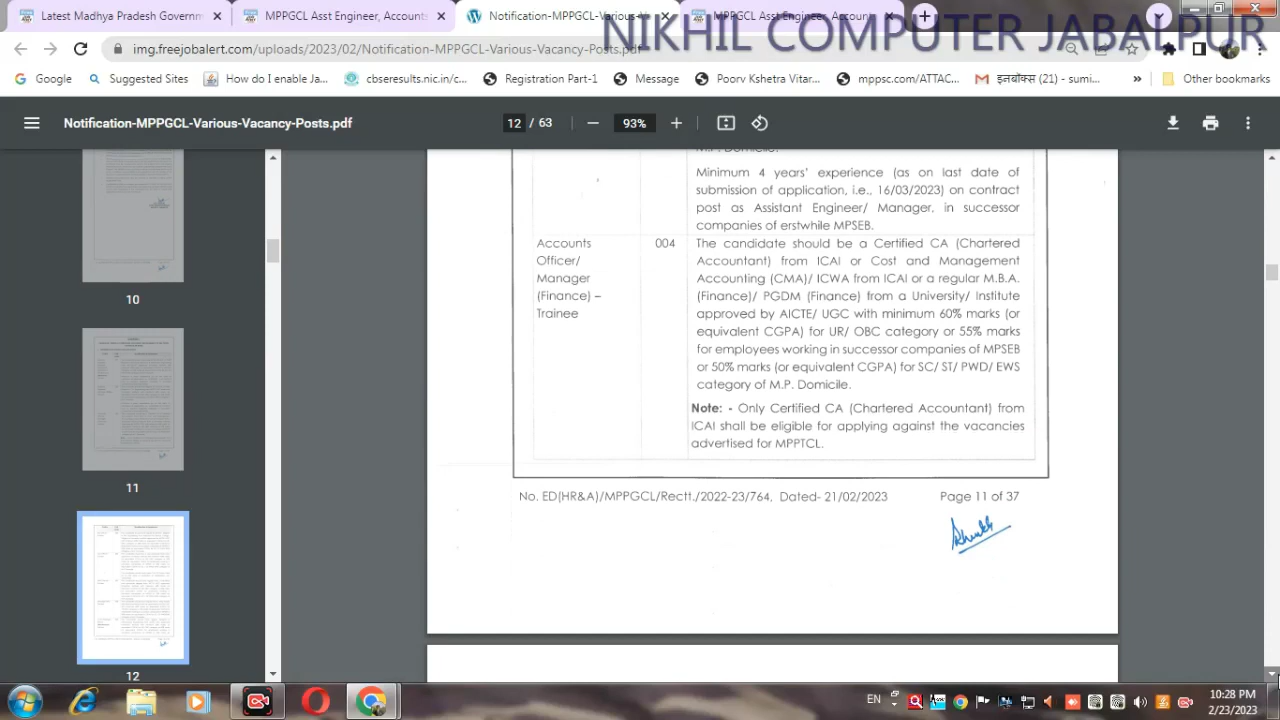 Latest Madhya Pradesh Governm
MPPGCL Asst Engineer, Accounts
Notification-MPPGCL-Various-V
MPPGCL Asst Engineer, Accoun
NIKHIL COMPUTER JABALPUR
img.freejobalert.com/uploads/2023/02/Notification-MPPGCL-Various-Vacancy-Posts.pdf
Google
Suggested Sites
How do I enable Ja...
cbseresults.nic.in/c...
Registration Part-1
Message
Poorv Kshetra Vitar...
mppsc.com/ATTAC...
इनबॉक्स (21) - sumi...
»
Other bookmarks
Notification-MPPGCL-Various-Vacancy-Posts.pdf
12 / 63
93%
M.P. Domicile.
Minimum 4 years' experience (as on last date of
submission of application, i.e., 16/03/2023) on contract
post as Assistant Engineer/ Manager, in successor
companies of erstwhile MPSEB.
Accounts 004 The candidate should be a Certified CA (Chartered
Officer/ Accountant) from ICAI or Cost and Management
Manager Accounting (CMA)/ ICWA from ICAI or a regular M.B.A.
(Finance) – (Finance)/ PGDM (Finance) from a University/ Institute
Trainee approved by AICTE/ UGC with minimum 60% marks (or
equivalent CGPA) for UR/ OBC category or 55% marks
for employees working in successor companies of MPSEB
or 50% marks (or equivalent CGPA) for SC/ ST/ PWD/ EWS
category of M.P. Domicile.
Note: - Only Certified CA (Chartered Accountant) from
ICAI shall be eligible for applying against the vacancies
advertised for MPPTCL.
No. ED(HR&A)/MPPGCL/Rectt./2022-23/764, Dated- 21/02/2023 Page 11 of 37
10
11
12
EN
10:28 PM
2/23/2023